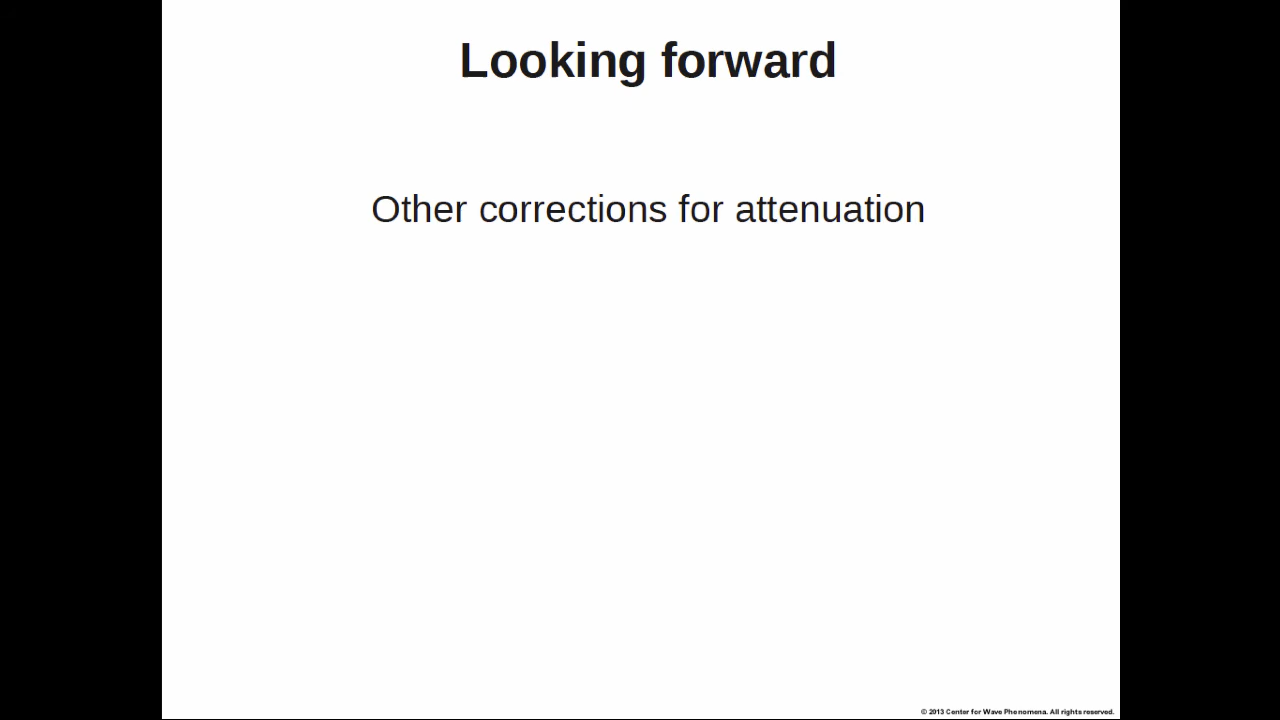 Looking forward
Other corrections for attenuation
© 2013 Center for Wave Phenomena. All rights reserved.